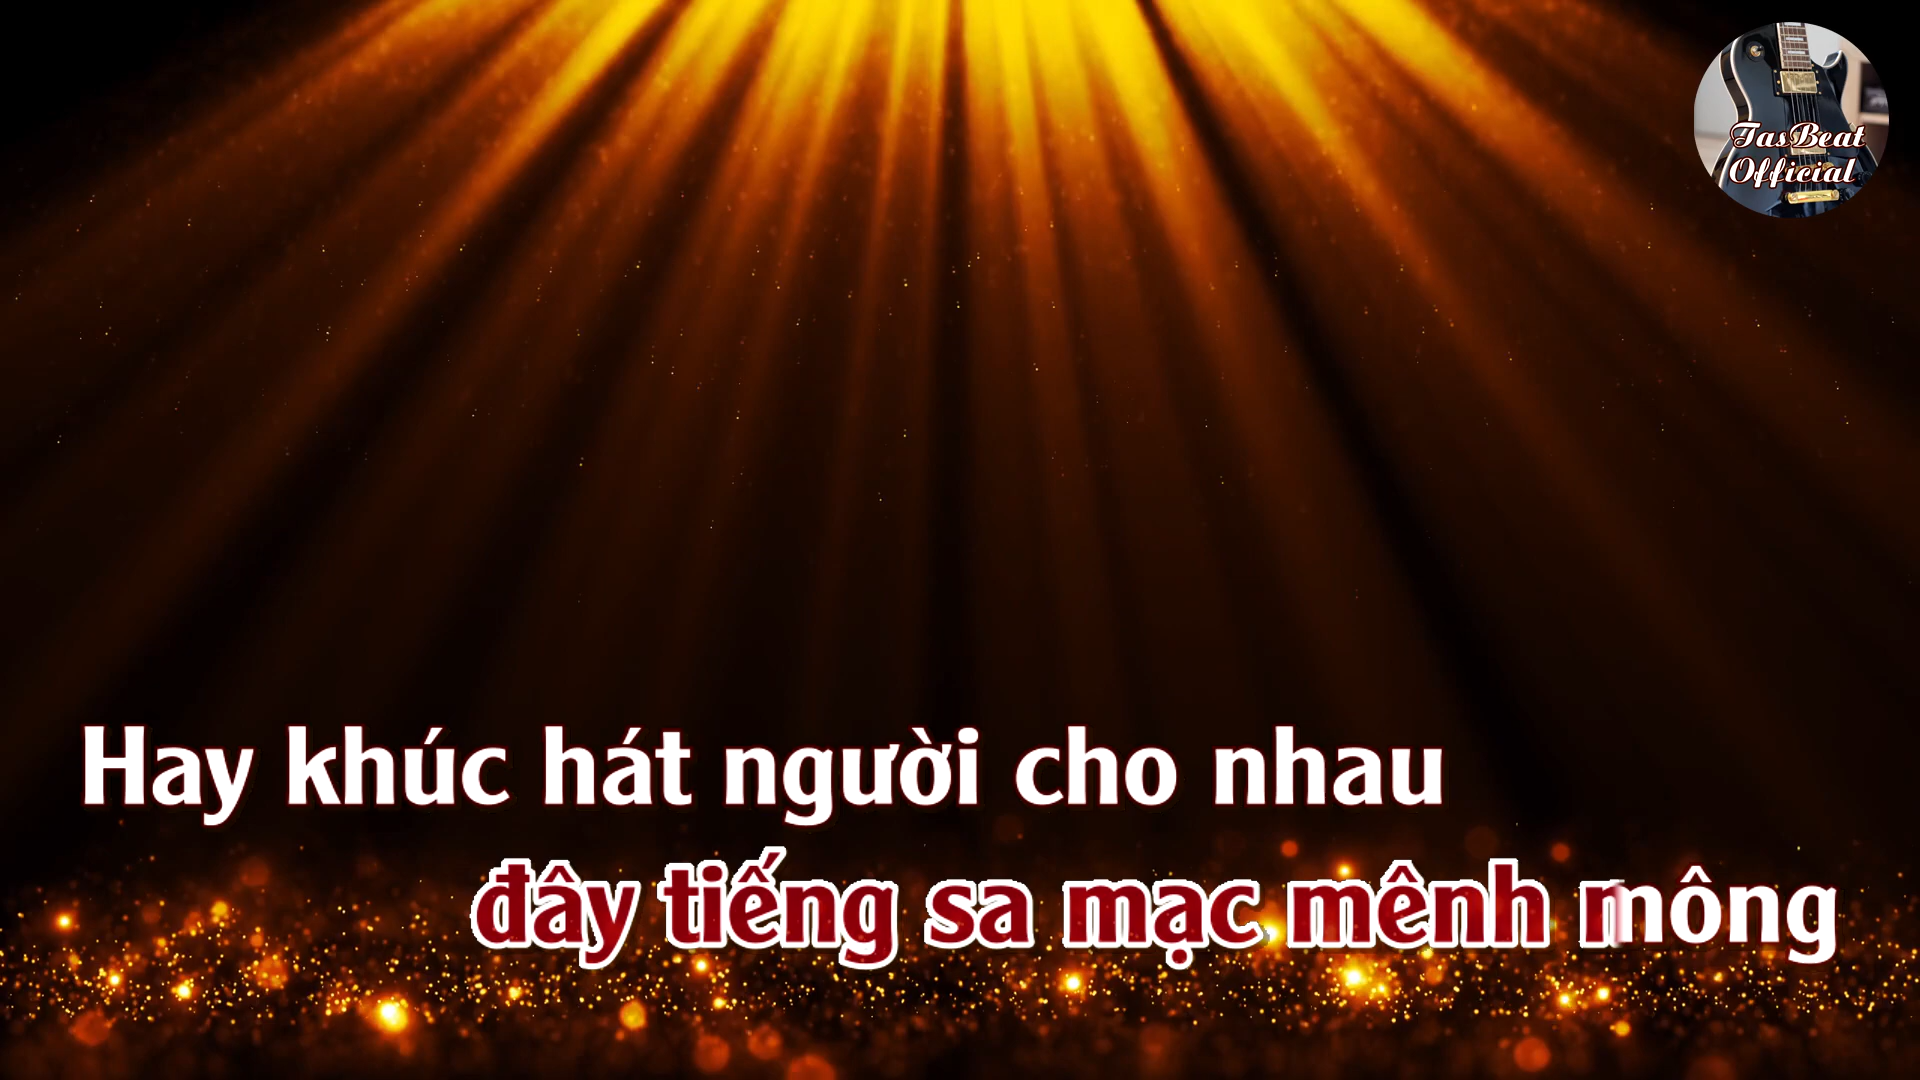 TasBeat
Official
Hay khúc hát người cho nhau
đây tiếng sa mạc mênh mông